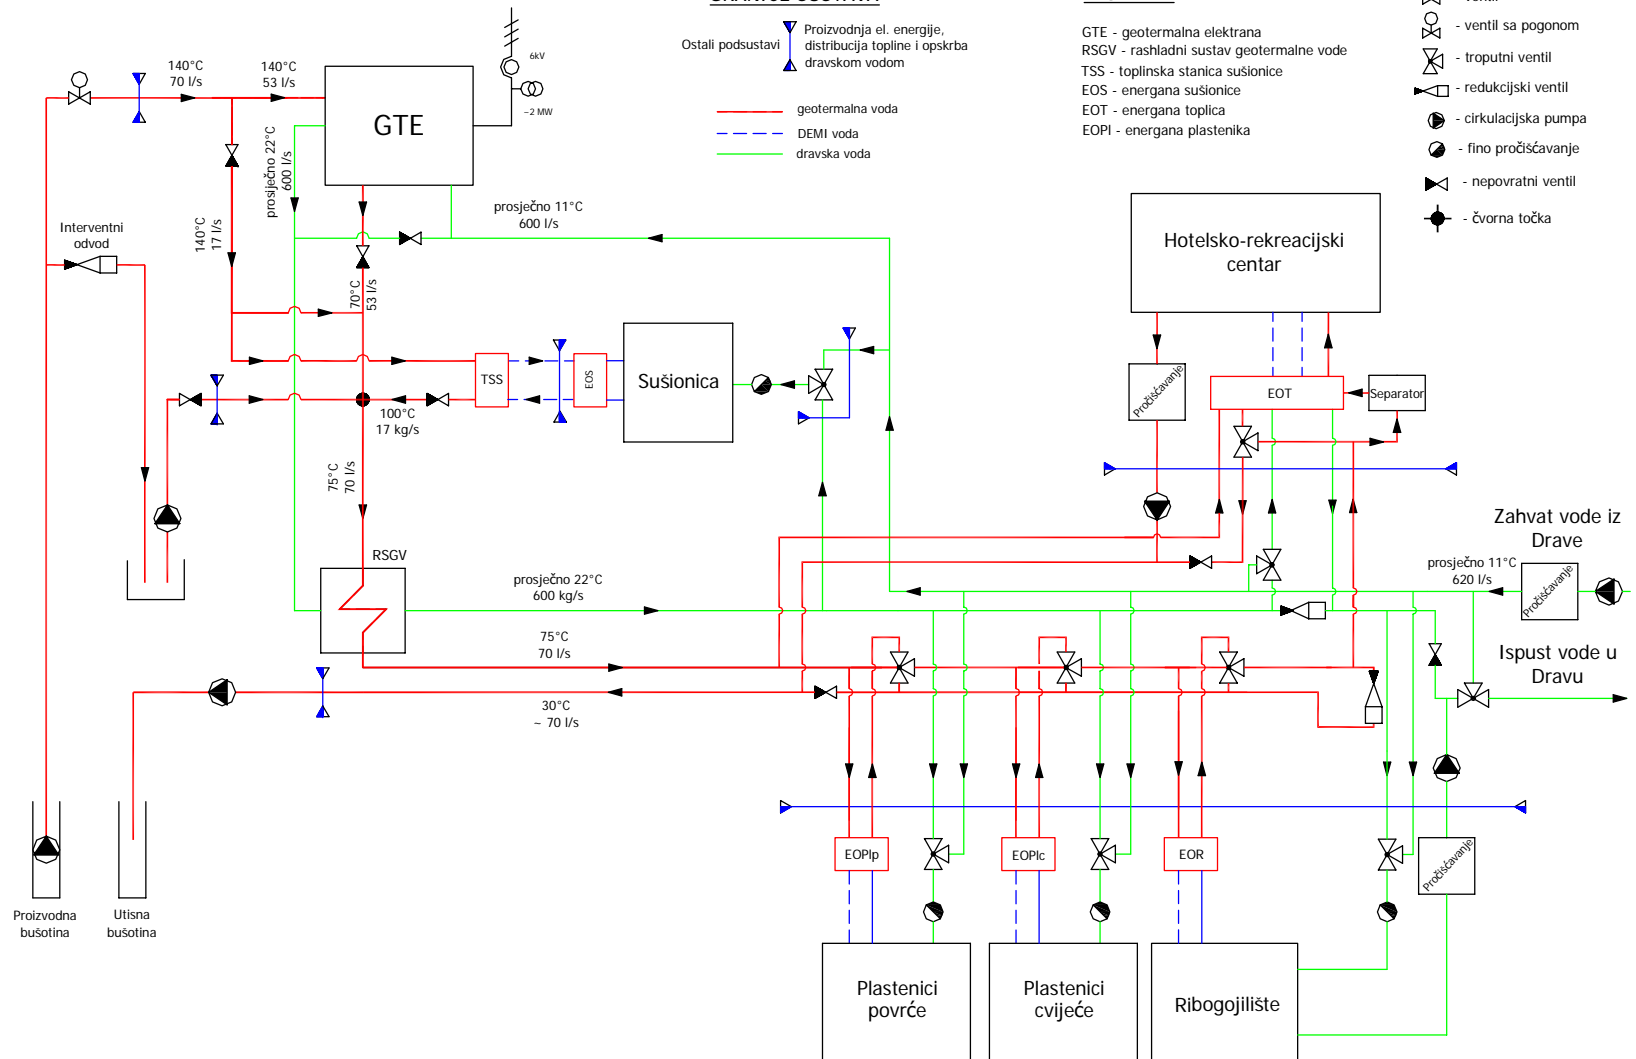 Ostali podsustavi
Proizvodnja el. energije,
distribucija topline i opskrba
dravskom vodom
geotermalna voda
DEMI voda
dravska voda
GTE - geotermalna elektrana
RSGV - rashladni sustav geotermalne vode
TSS - toplinska stanica sušionice
EOS - energana sušionice
EOT - energana toplica
EOPI - energana plastenika
- ventil sa pogonom
- troputni ventil
- redukcijski ventil
- cirkulacijska pumpa
- fino pročišćavanje
- nepovratni ventil
- čvorna točka
140°C
70 l/s
140°C
53 l/s
GTE
6kV
~2 MW
prosiječno 22°C
600 l/s
140°C
17 l/s
Interventni
odvod
70°C
53 l/s
prosječno 11°C
600 l/s
Hotelsko-rekreacijski
centar
TSS
EOS
Sušionica
100°C
17 kg/s
Pročišćavanje
EOT
Separator
75°C
70 l/s
RSGV
prosječno 22°C
600 kg/s
Zahvat vode iz
Drave
prosječno 11°C
620 l/s
Pročišćavanje
75°C
70 l/s
Ispust vode u
Dravu
30°C
~ 70 l/s
EOPIp
EOPIc
EOR
Pročišćavanje
Proizvodna
bušotina
Utisna
bušotina
Plastenici
povrće
Plastenici
cvijeće
Ribogojilište